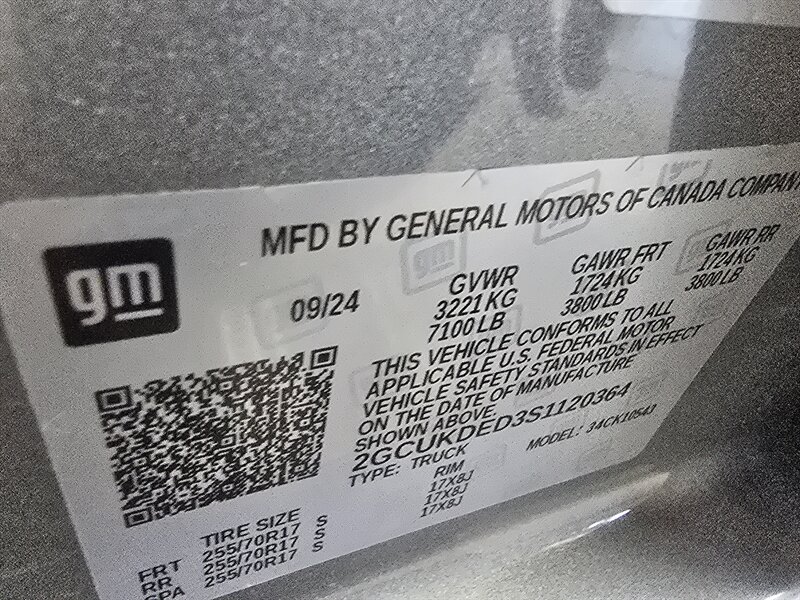 MFD BY GENERAL MOTORS OF CANADA COMPANY
gm
09/24
GVWR GAWR FRT GAWR RR
3221 KG 1724 KG 1724 KG
7100 LB 3800 LB 3800 LB
THIS VEHICLE CONFORMS TO ALL
APPLICABLE U.S. FEDERAL MOTOR
VEHICLE SAFETY STANDARDS IN EFFECT
ON THE DATE OF MANUFACTURE
SHOWN ABOVE.
2GCUKDED3S1120364
TYPE: TRUCK MODEL: 34CK10543
TIRE SIZE RIM
FRT 255/70R17 S 17X8J
RR 255/70R17 S 17X8J
SPA 255/70R17 S 17X8J